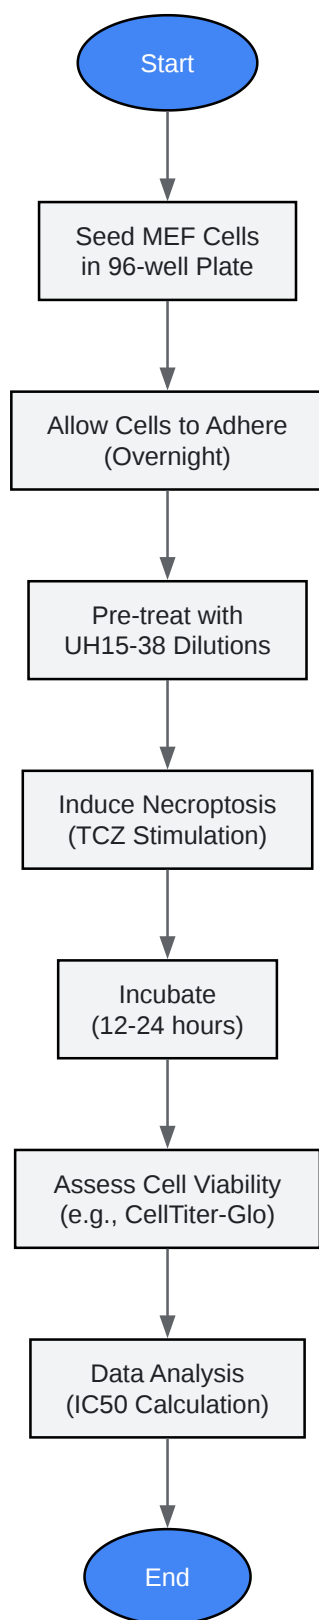 Start
Seed MEF Cells
in 96-well Plate
Allow Cells to Adhere
(Overnight)
Pre-treat with
UH15-38 Dilutions
Induce Necroptosis
(TCZ Stimulation)
Incubate
(12-24 hours)
Assess Cell Viability
(e.g., CellTiter-Glo)
Data Analysis
(IC50 Calculation)
End